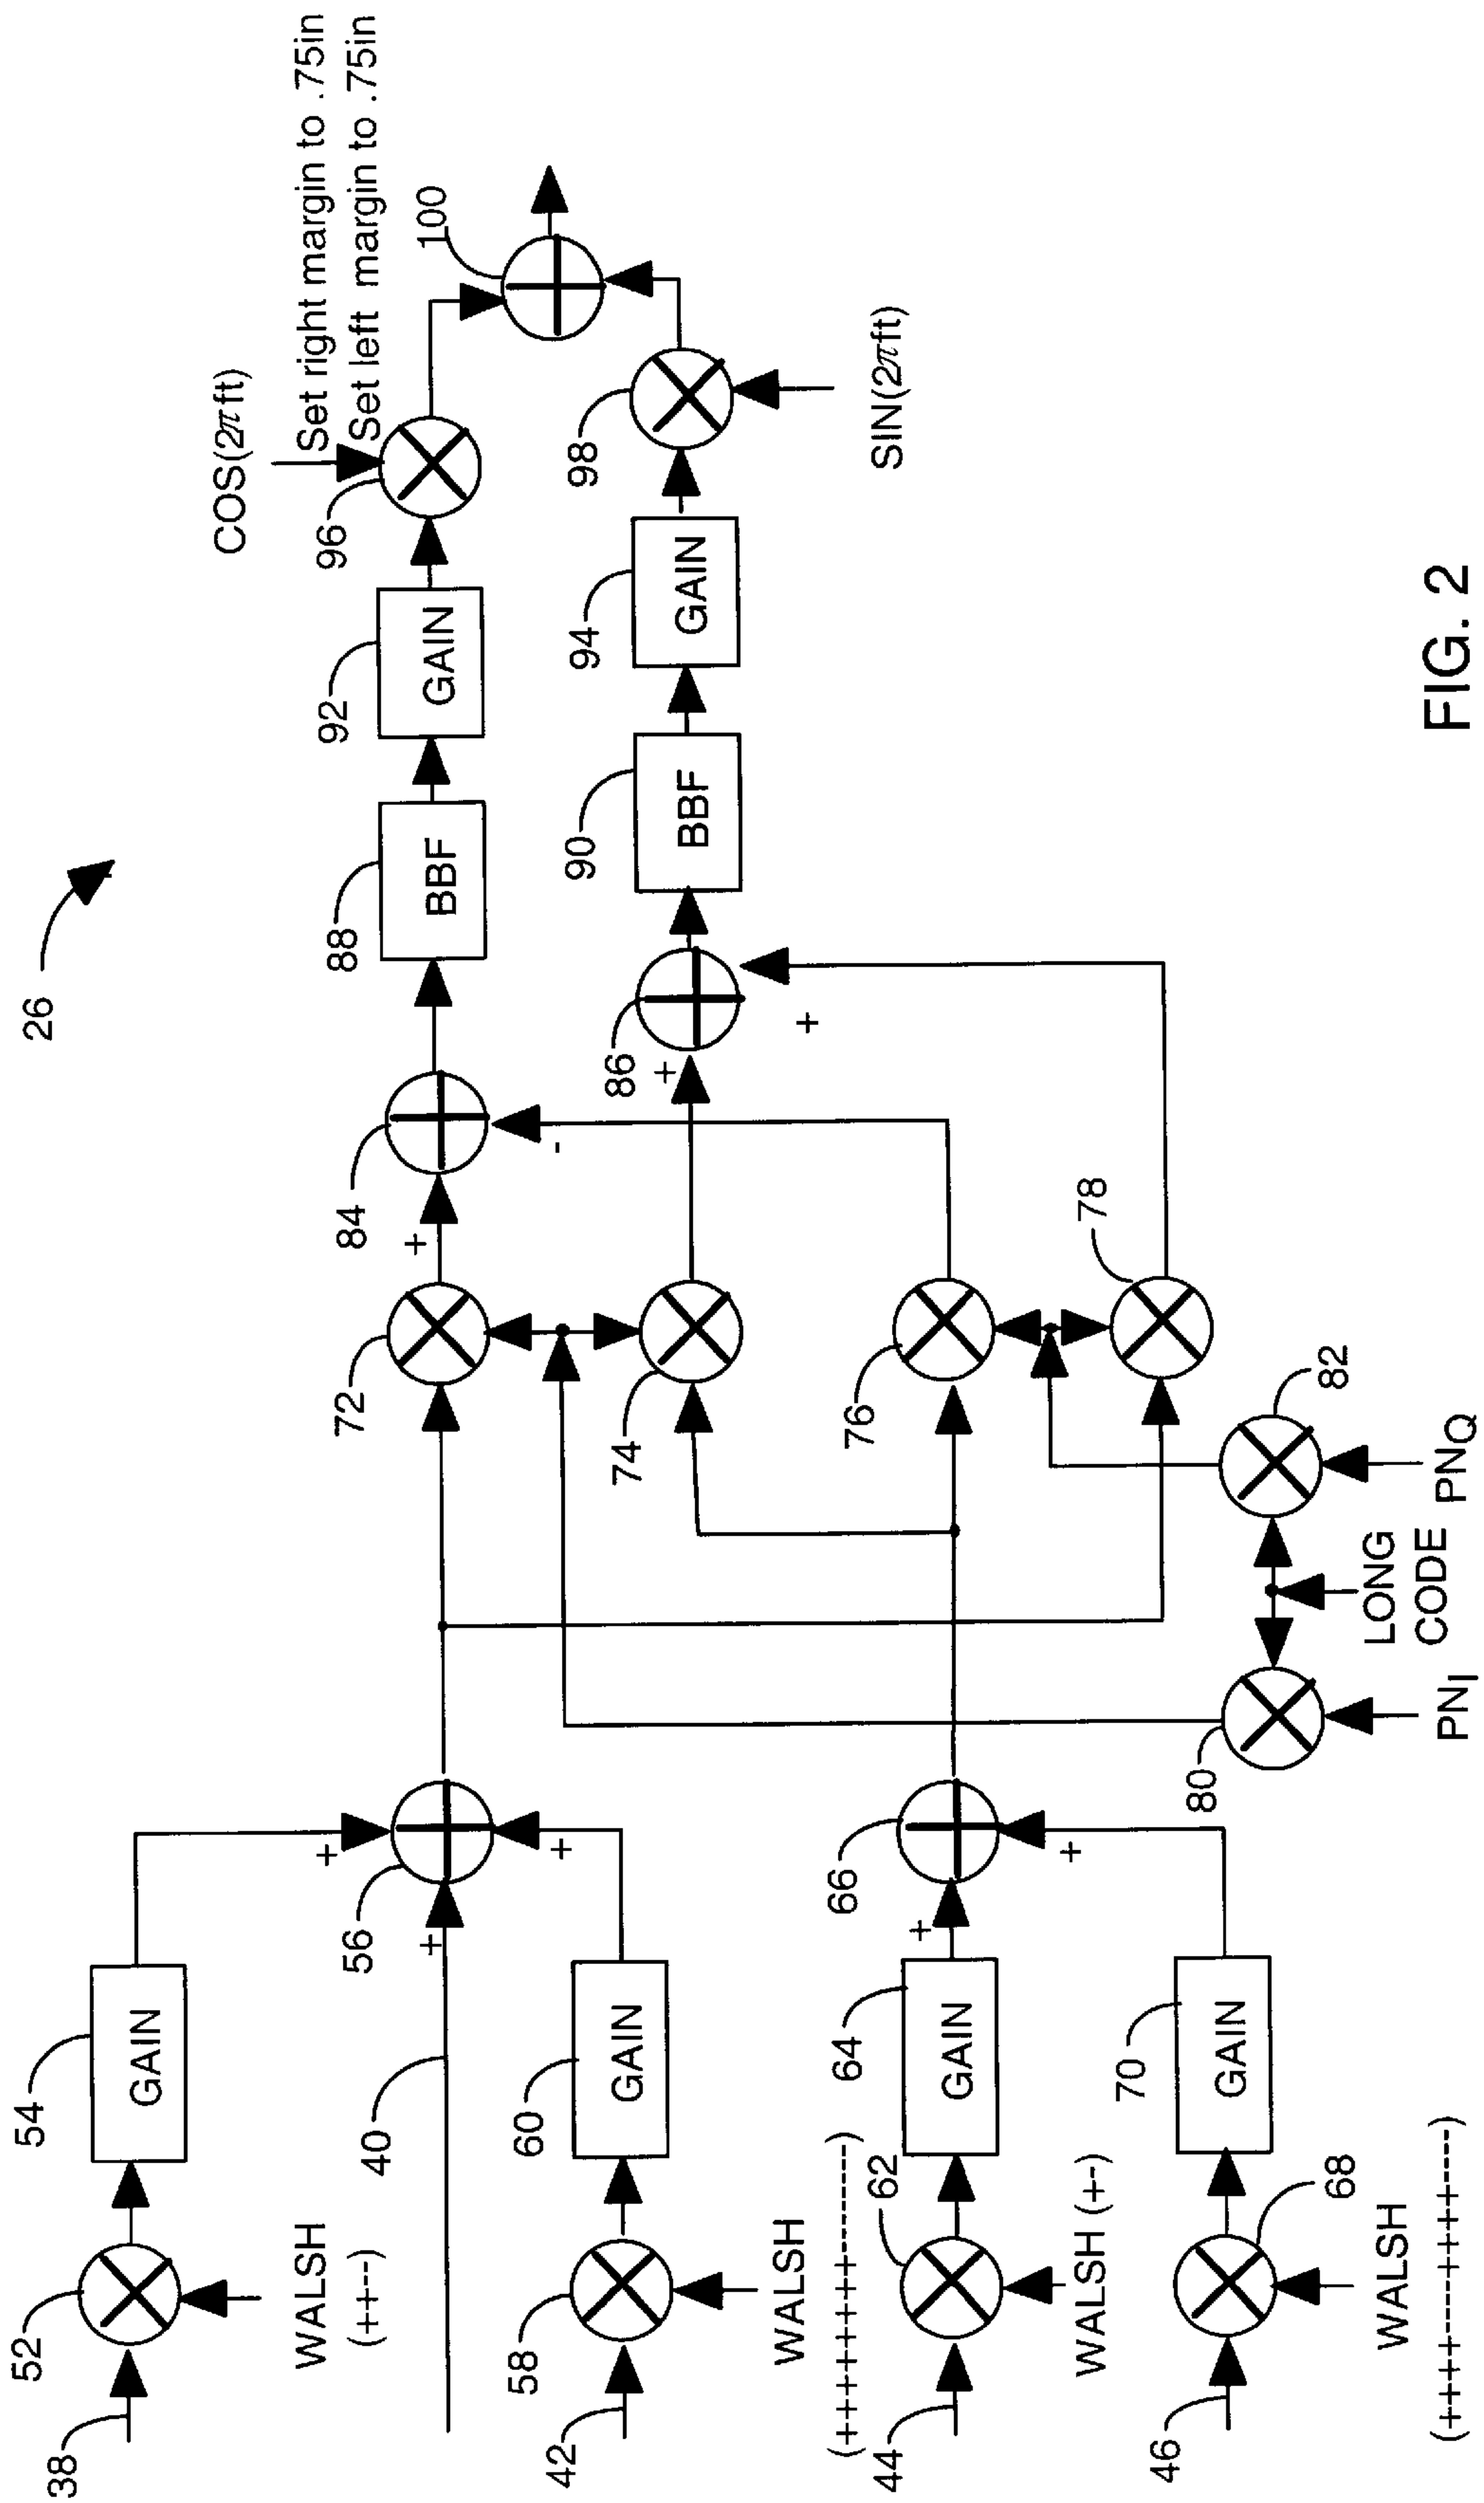 26
COS(2πft)
Set right margin to .75in
Set left margin to .75in
38
52
54
GAIN
WALSH
(++--)
40
56
+
+
+
72
+
84
-
88
BBF
92
GAIN
96
100
42
58
60
GAIN
WALSH
(++++++++--------)
74
86
+
+
90
BBF
94
GAIN
98
SIN(2πft)
44
62
64
GAIN
WALSH (+-)
66
+
+
76
78
46
68
70
GAIN
WALSH
(++++----++++----)
80
82
PNI
LONG
CODE
PNQ
FIG. 2